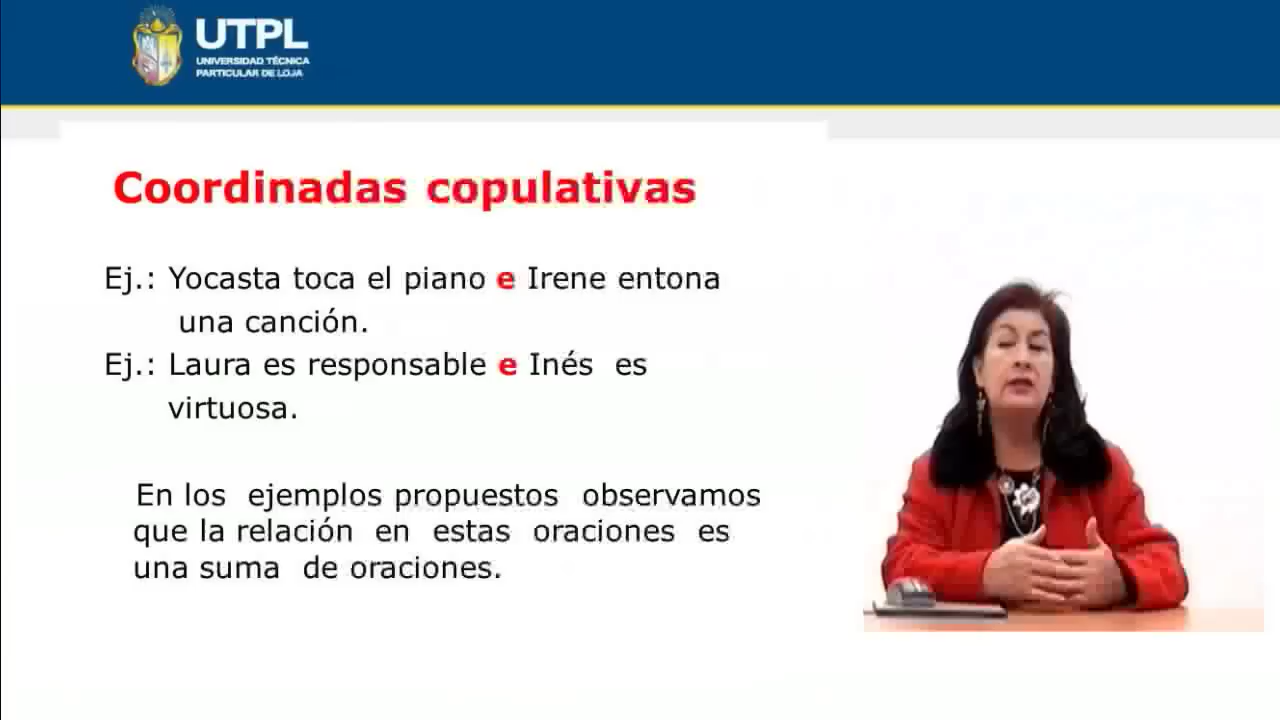 UTPL
UNIVERSIDAD TÉCNICA
PARTICULAR DE LOJA
Coordinadas copulativas
Ej.: Yocasta toca el piano e Irene entona
una canción.
Ej.: Laura es responsable e Inés es
virtuosa.
En los ejemplos propuestos observamos
que la relación en estas oraciones es
una suma de oraciones.